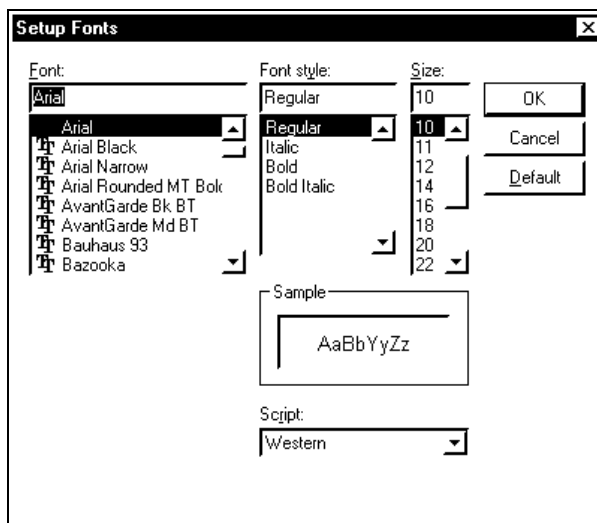 Setup Fonts
Font:
Arial
Arial
Arial Black
Arial Narrow
Arial Rounded MT Bolc
AvantGarde Bk BT
AvantGarde Md BT
Bauhaus 93
Bazooka
Font style:
Regular
Regular
Italic
Bold
Bold Italic
Size:
10
10
11
12
14
16
18
20
22
OK
Cancel
Default
Sample
AaBbYyZz
Script:
Western